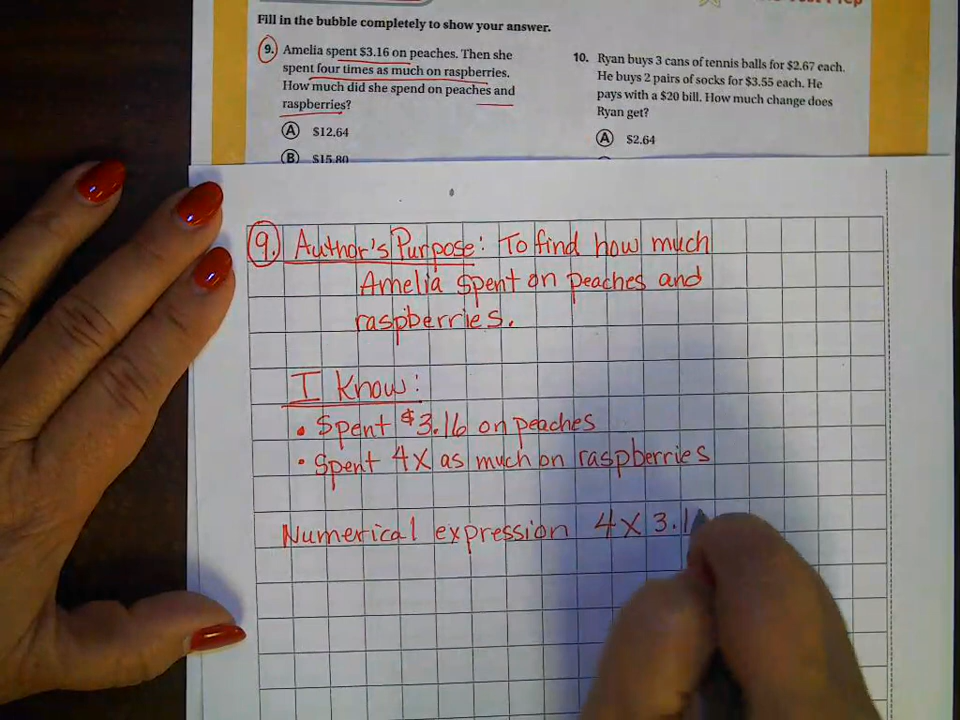 Fill in the bubble completely to show your answer.
9. Amelia spent $3.16 on peaches. Then she
spent four times as much on raspberries.
How much did she spend on peaches and
raspberries?
A $12.64
B $15.80
10. Ryan buys 3 cans of tennis balls for $2.67 each.
He buys 2 pairs of socks for $3.55 each. He
pays with a $20 bill. How much change does
Ryan get?
A $2.64
9. Author's Purpose: To find how much
Amelia spent on peaches and
raspberries.
I Know:
• Spent $3.16 on peaches
• Spent 4X as much on raspberries
Numerical expression 4 X 3.1